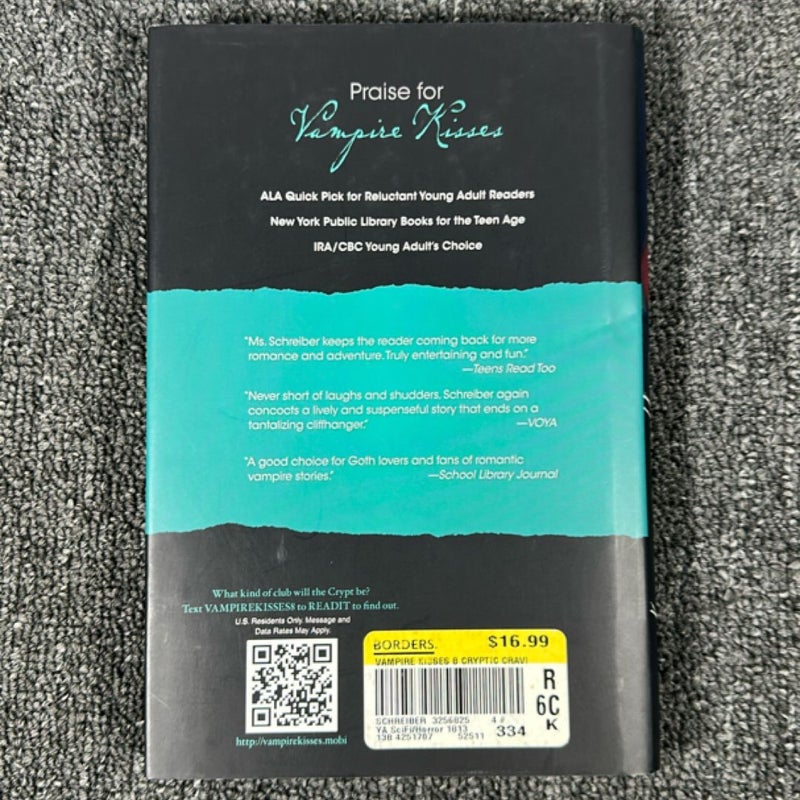 Praise for
Vampire Kisses
ALA Quick Pick for Reluctant Young Adult Readers
New York Public Library Books for the Teen Age
IRA/CBC Young Adult's Choice
"Ms. Schreiber keeps the reader coming back for more
romance and adventure. Truly entertaining and fun."
—Teens Read Too
"Never short of laughs and shudders, Schreiber again
concocts a lively and suspenseful story that ends on a
tantalizing cliffhanger." —VOYA
"A good choice for Goth lovers and fans of romantic
vampire stories." —School Library Journal
What kind of club will the Crypt be?
Text VAMPIREKISSES8 to READIT to find out.
U.S. Residents Only. Message and
Data Rates May Apply.
http://vampirekisses.mobi
BORDERS. $16.99
VAMPIRE KISSES 8 CRYPTIC CRAVI
R
6C
K
SCHREIBER 3256825 4 #
YA SciFi/Horror 1013 334
138 4251707 52511